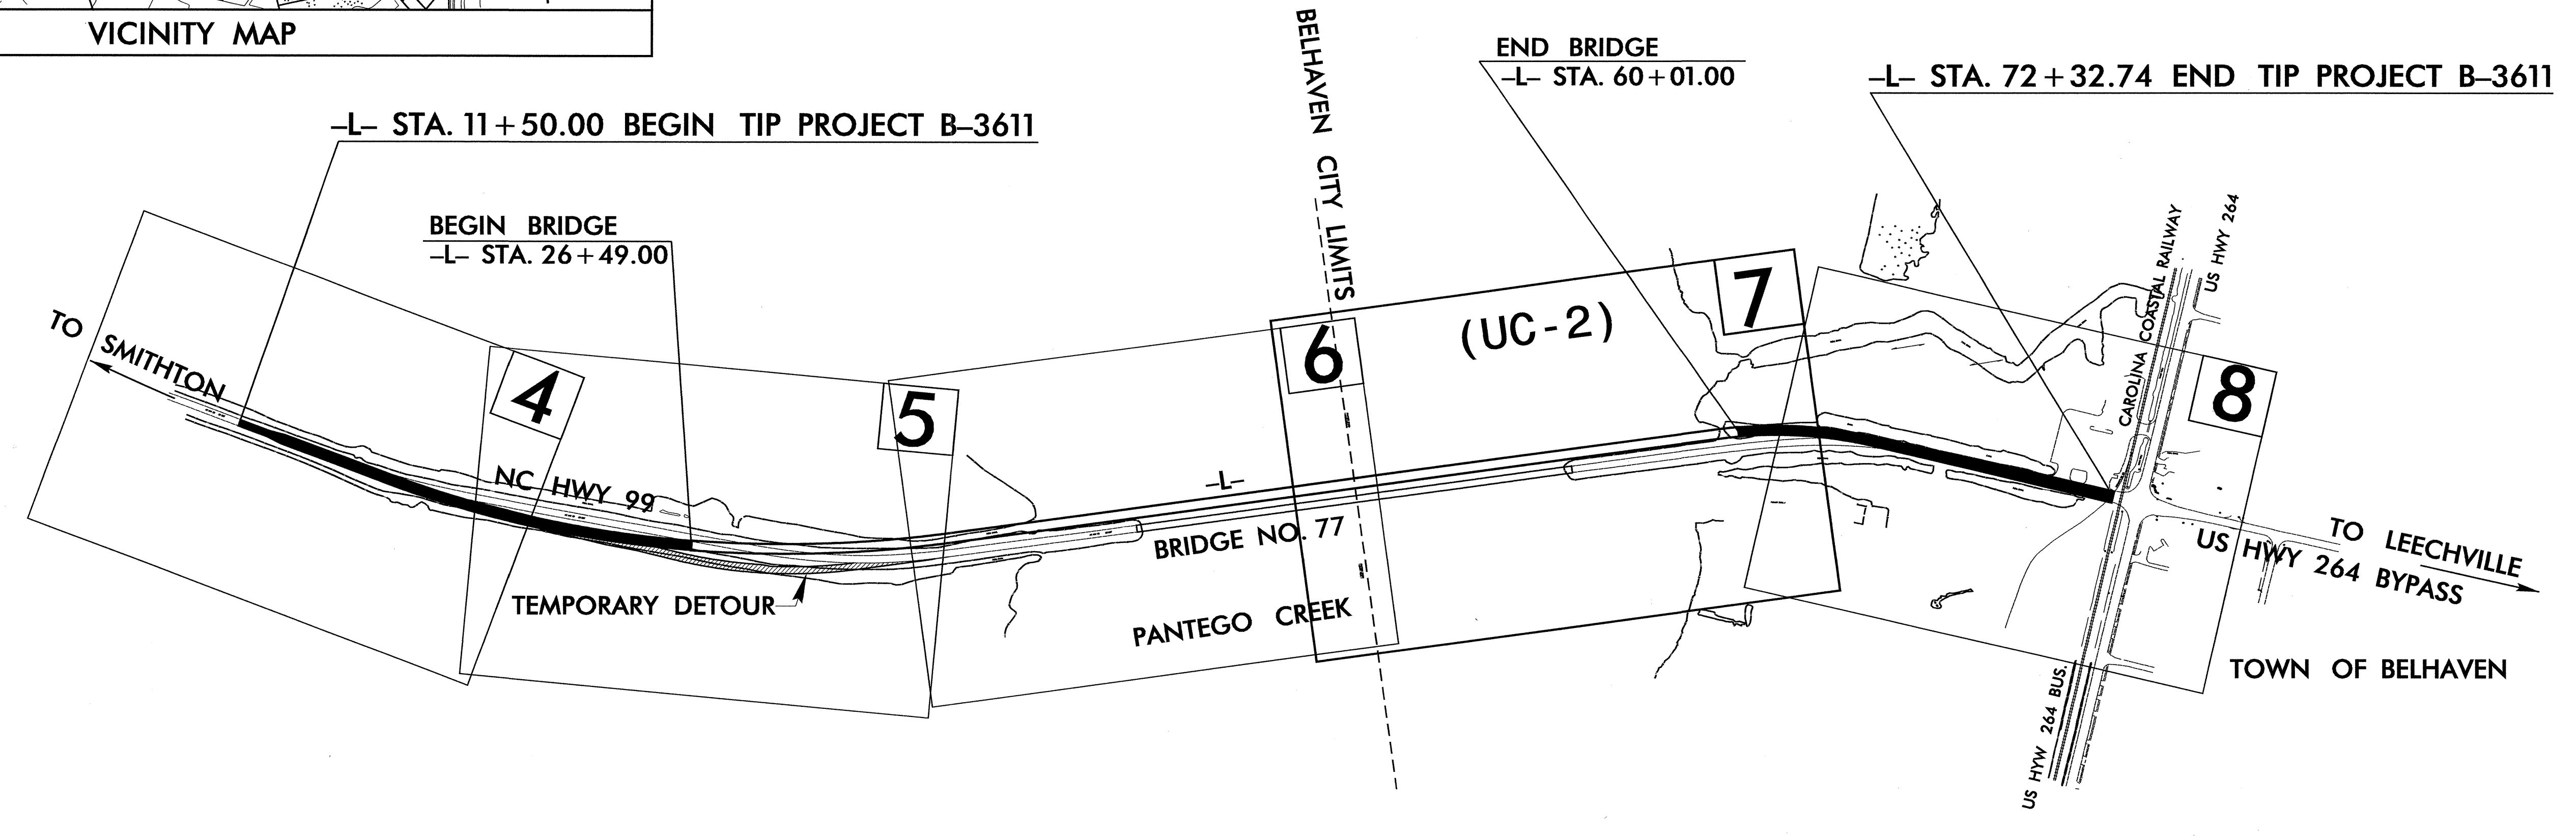 VICINITY MAP
BELHAVEN CITY LIMITS
END BRIDGE
-L- STA. 60+01.00
-L- STA. 72+32.74 END TIP PROJECT B-3611
-L- STA. 11+50.00 BEGIN TIP PROJECT B-3611
BEGIN BRIDGE
-L- STA. 26+49.00
CAROLINA COASTAL RAILWAY
US HWY 264
TO SMITHTON
4
5
6
(UC-2)
7
8
NC HWY 99
-L-
BRIDGE NO. 77
TEMPORARY DETOUR
PANTEGO CREEK
TO LEECHVILLE
US HWY 264 BYPASS
TOWN OF BELHAVEN
US HYW 264 BUS.